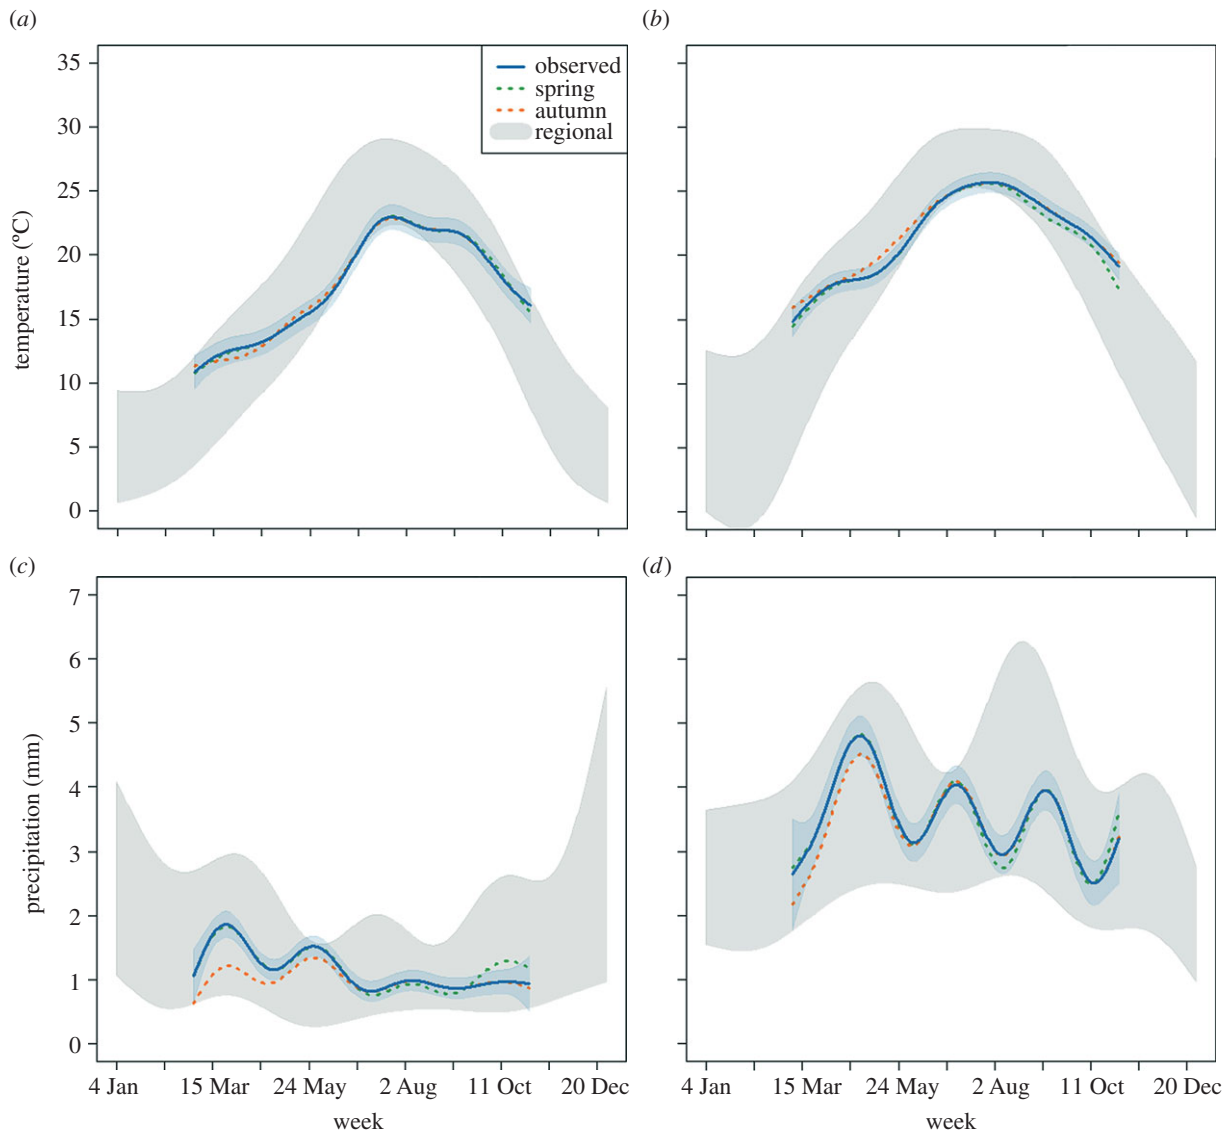 (a)
(b)
35
30
25
20
15
10
5
0
temperature (ºC)
observed
spring
autumn
regional
(c)
(d)
7
6
5
4
3
2
1
0
precipitation (mm)
4 Jan 15 Mar 24 May 2 Aug 11 Oct 20 Dec
week
4 Jan 15 Mar 24 May 2 Aug 11 Oct 20 Dec
week